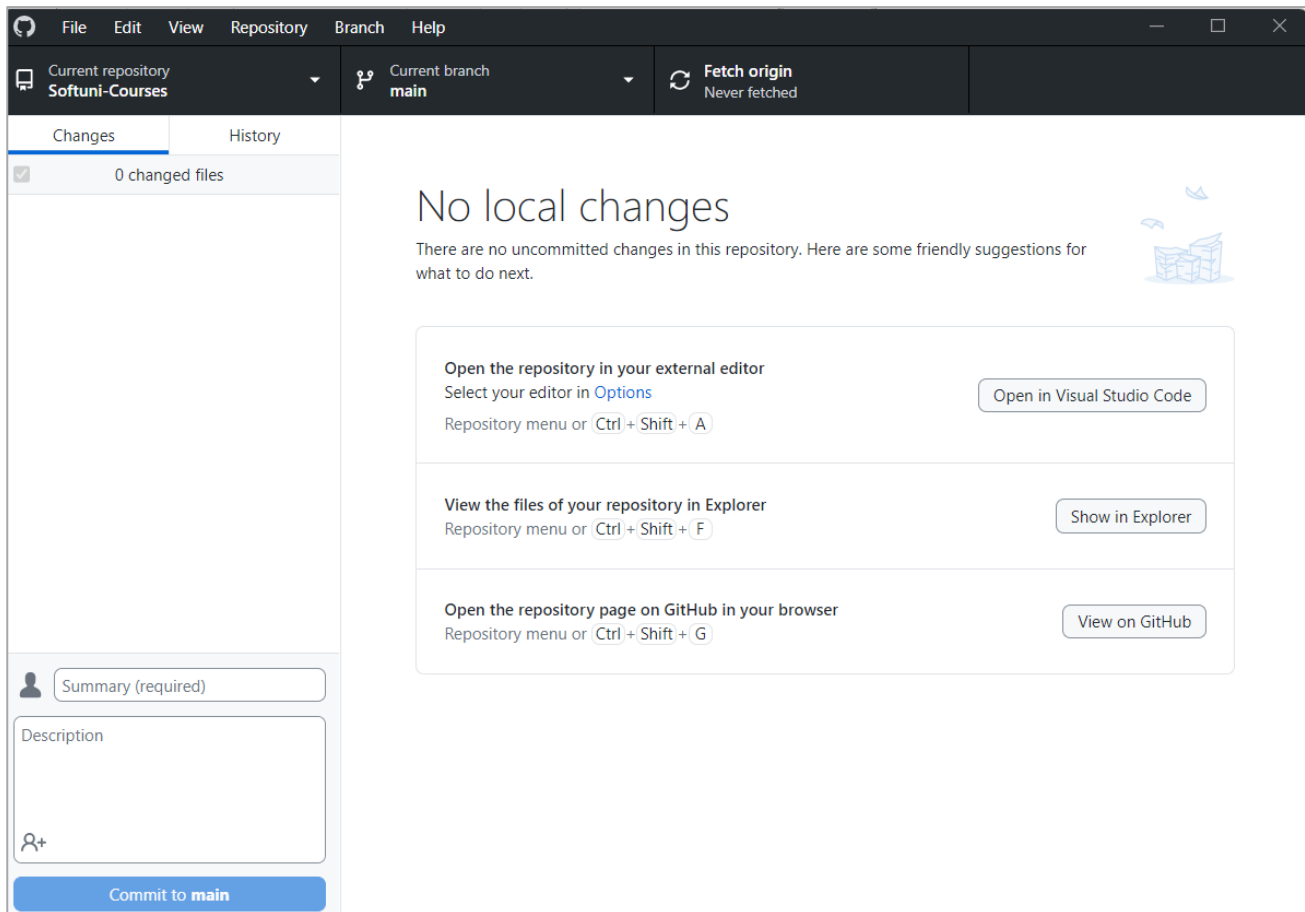 File Edit View Repository Branch Help
Current repository
Softuni-Courses
Current branch
main
Fetch origin
Never fetched
Changes History
0 changed files
No local changes
There are no uncommitted changes in this repository. Here are some friendly suggestions for
what to do next.
Open the repository in your external editor
Select your editor in Options
Repository menu or Ctrl + Shift + A
Open in Visual Studio Code
View the files of your repository in Explorer
Repository menu or Ctrl + Shift + F
Show in Explorer
Open the repository page on GitHub in your browser
Repository menu or Ctrl + Shift + G
View on GitHub
Summary (required)
Description
Commit to main